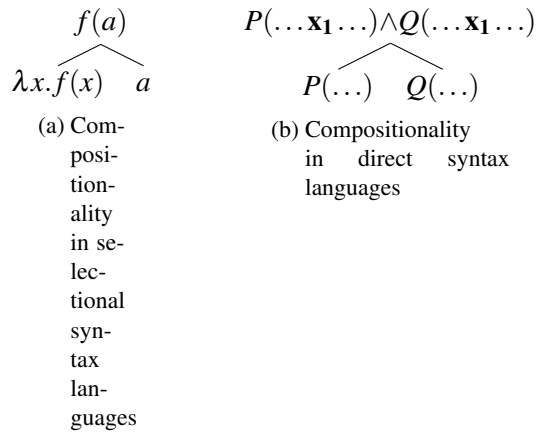 f(a)
λx.f(x) a
(a) Com-
posi-
tion-
ality
in se-
lec-
tional
syn-
tax
lan-
guages
P(...x₁...)∧Q(...x₁...)
P(...) Q(...)
(b) Compositionality
in direct syntax
languages